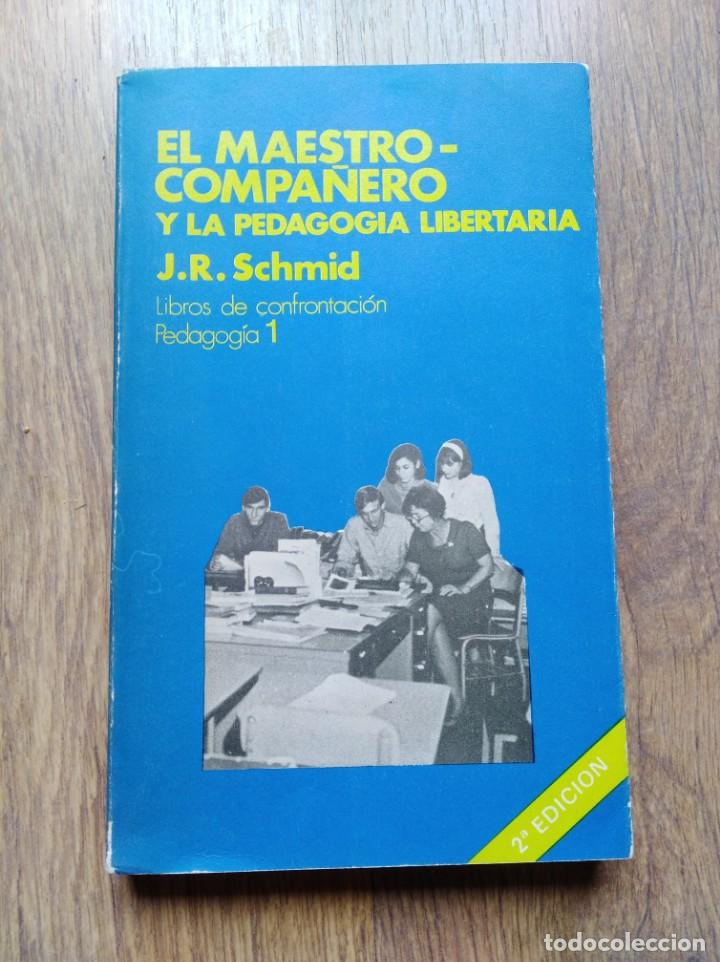 EL MAESTRO-
COMPAÑERO
Y LA PEDAGOGIA LIBERTARIA
J.R. Schmid
Libros de confrontación
Pedagogía 1
2ª EDICION
todocoleccion